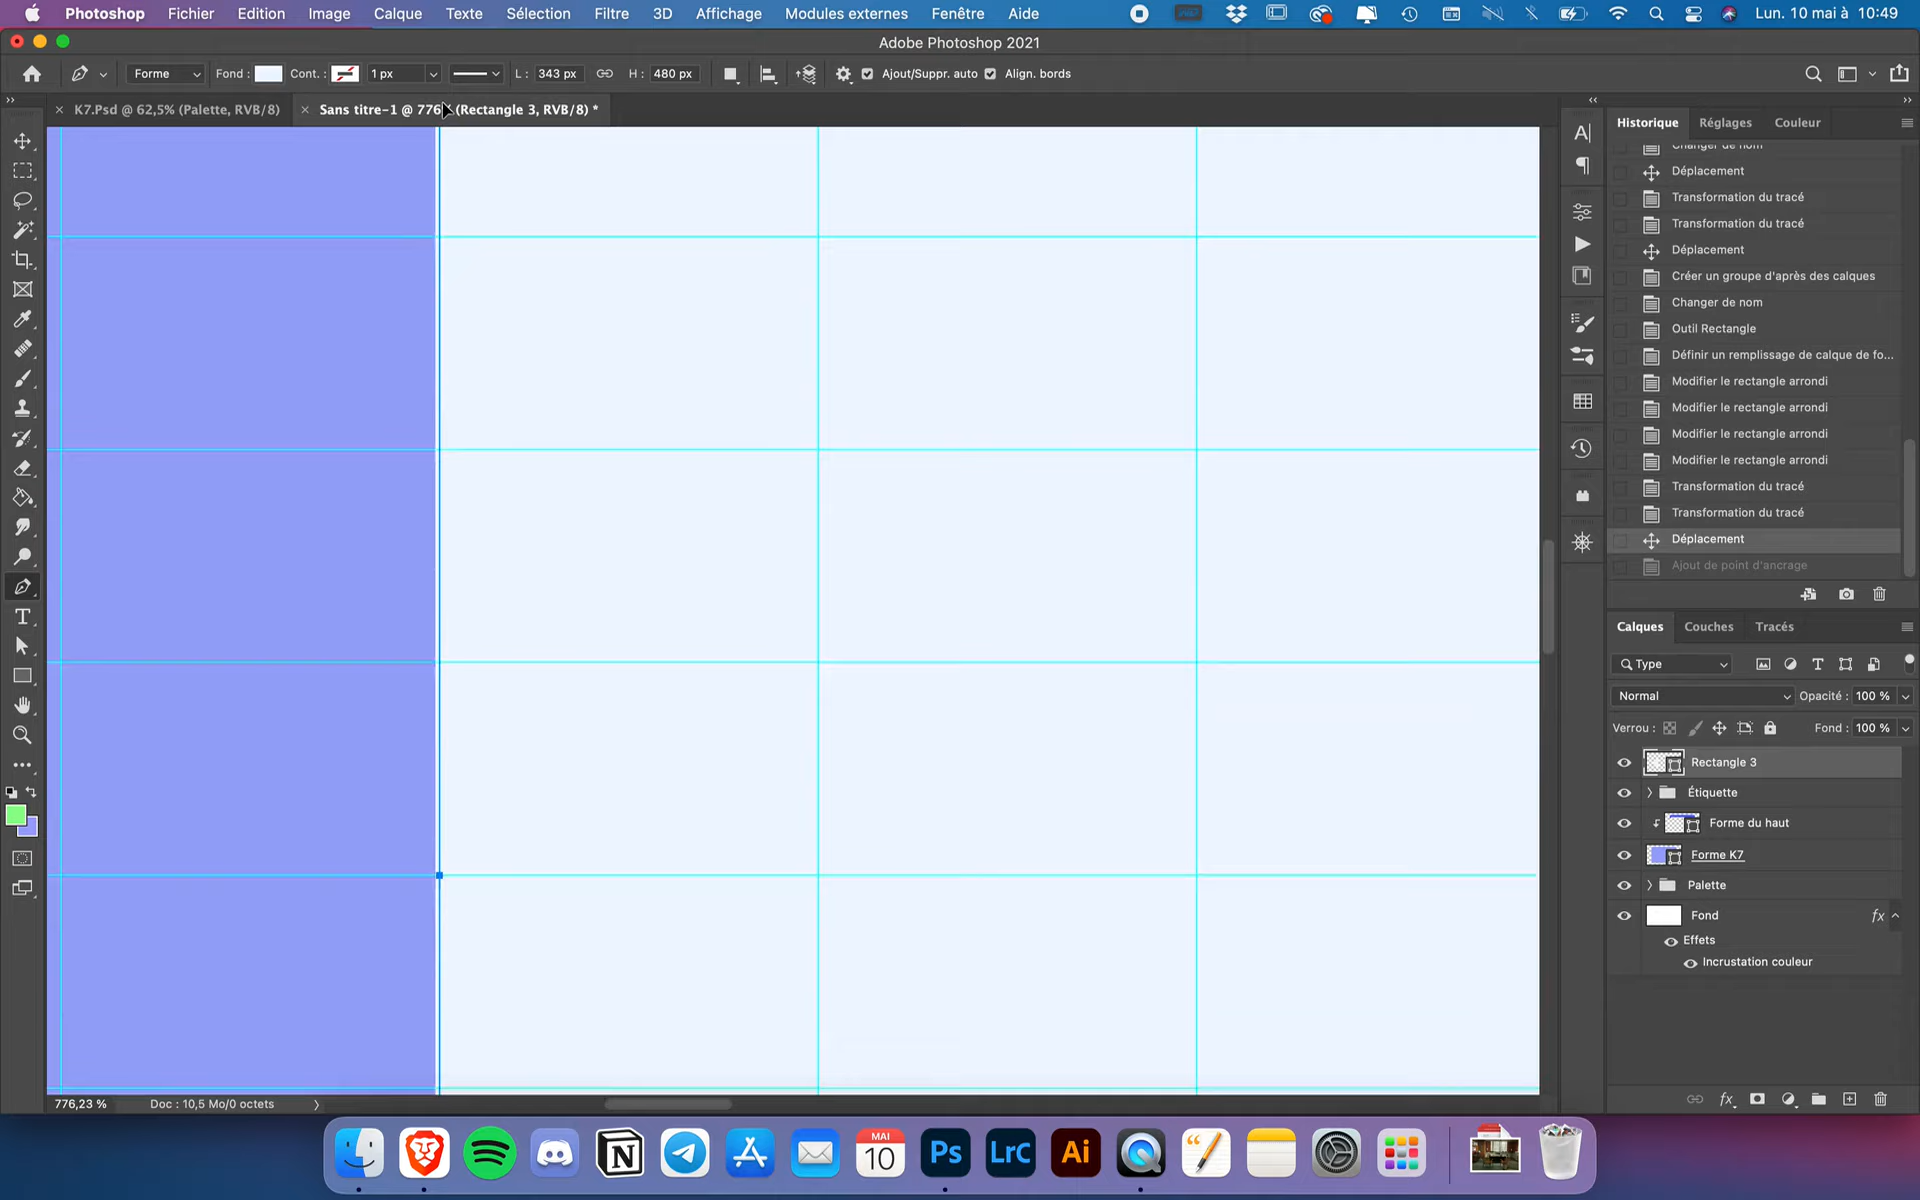 Photoshop Fichier Edition Image Calque Texte Sélection Filtre 3D Affichage Modules externes Fenêtre Aide Lun. 10 mai à 10:49
Adobe Photoshop 2021
Forme Fond : Cont. : 1 px L : 343 px H : 480 px Ajout/Suppr. auto Align. bords
K7.Psd @ 62,5% (Palette, RVB/8) Sans titre-1 @ 776 (Rectangle 3, RVB/8) *
Historique Réglages Couleur
Changer de nom
Déplacement
Transformation du tracé
Transformation du tracé
Déplacement
Créer un groupe d'après des calques
Changer de nom
Outil Rectangle
Définir un remplissage de calque de fo...
Modifier le rectangle arrondi
Modifier le rectangle arrondi
Modifier le rectangle arrondi
Modifier le rectangle arrondi
Transformation du tracé
Transformation du tracé
Déplacement
Ajout de point d'ancrage
Calques Couches Tracés
Type
Normal Opacité : 100 %
Verrou : Fond : 100 %
Rectangle 3
Étiquette
Forme du haut
Forme K7
Palette
Fond fx
Effets
Incrustation couleur
776,23 % Doc : 10,5 Mo/0 octets
MAI
10
Ps
LrC
Ai